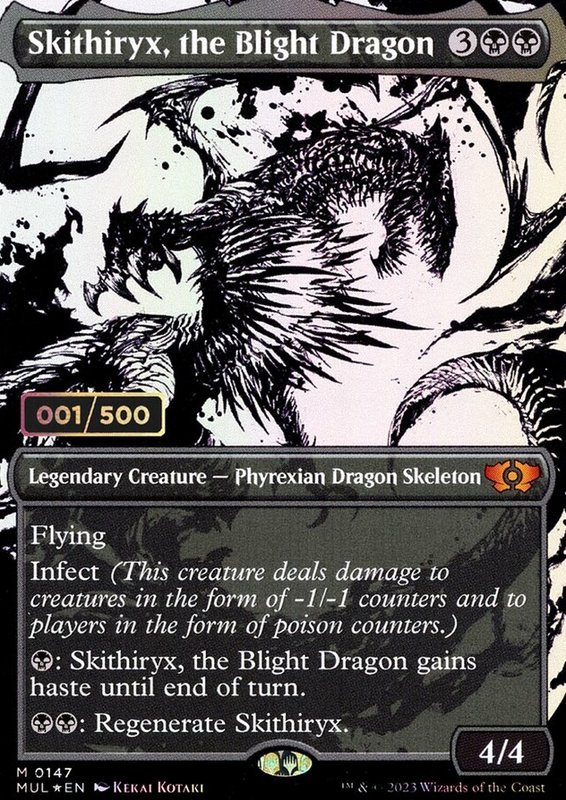 Skithiryx, the Blight Dragon 3
001/500
Legendary Creature — Phyrexian Dragon Skeleton
Flying
Infect (This creature deals damage to
creatures in the form of -1/-1 counters and to
players in the form of poison counters.)
: Skithiryx, the Blight Dragon gains
haste until end of turn.
: Regenerate Skithiryx.
4/4
M 0147
MUL★EN Kekai Kotaki
™ & © 2023 Wizards of the Coast